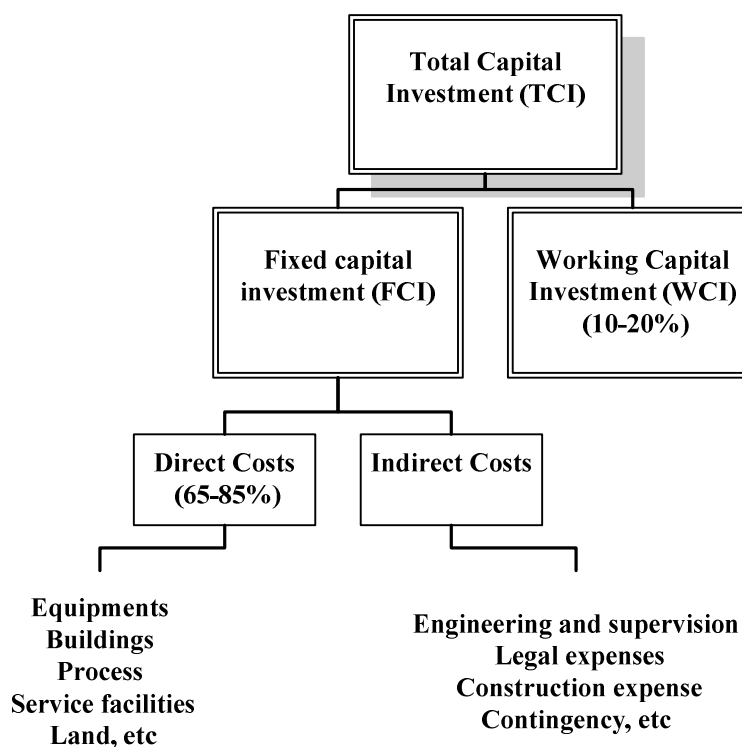 Total Capital
Investment (TCI)
Fixed capital
investment (FCI)
Working Capital
Investment (WCI)
(10-20%)
Direct Costs
(65-85%)
Indirect Costs
Equipments
Buildings
Process
Service facilities
Land, etc
Engineering and supervision
Legal expenses
Construction expense
Contingency, etc